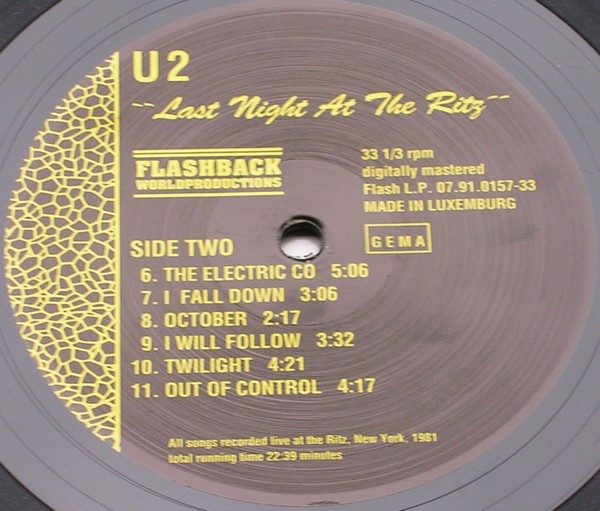 U2
~~Last Night At The Ritz~~
FLASHBACK
WORLDPRODUCTIONS
33 1/3 rpm
digitally mastered
Flash L.P. 07.91.0157-33
MADE IN LUXEMBURG
GEMA
SIDE TWO
6. THE ELECTRIC CO 5:06
7. I FALL DOWN 3:06
8. OCTOBER 2:17
9. I WILL FOLLOW 3:32
10. TWILIGHT 4:21
11. OUT OF CONTROL 4:17
All songs recorded live at the Ritz, New York, 1981
total running time 22:39 minutes